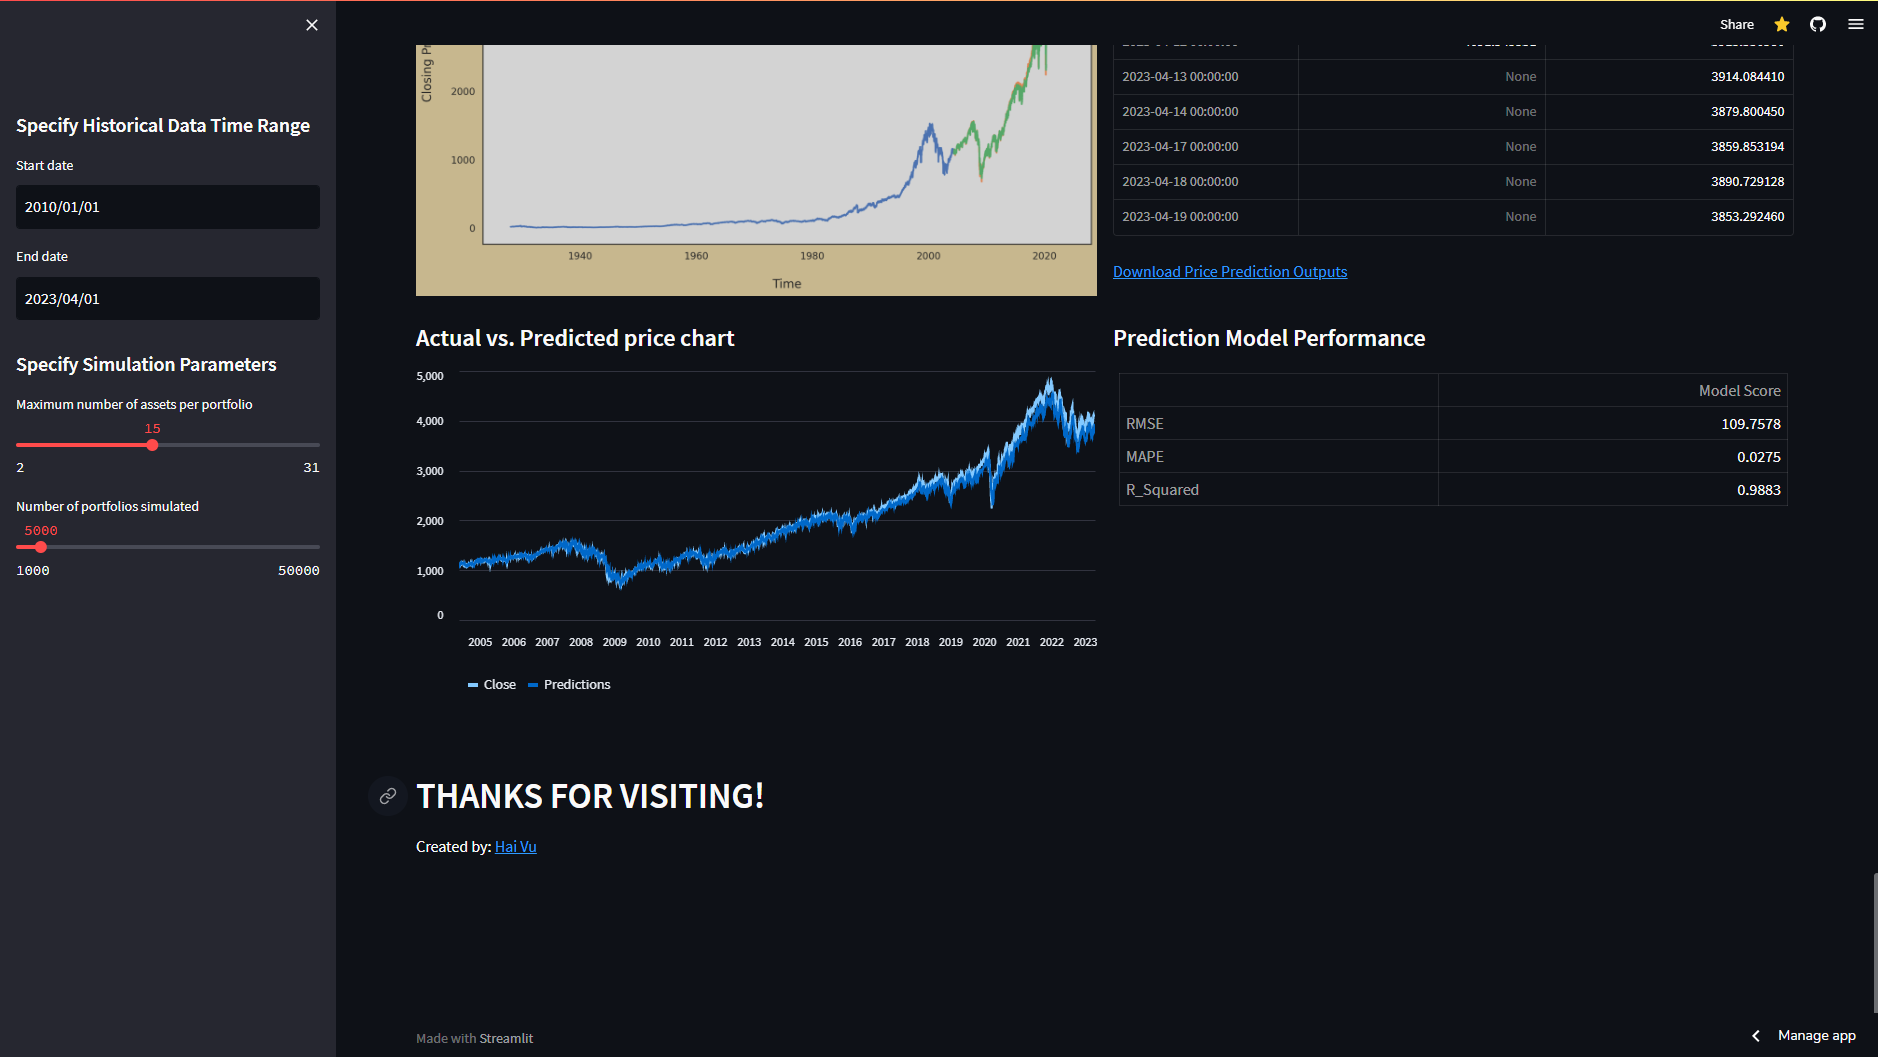 Share
Specify Historical Data Time Range
Start date
2010/01/01
End date
2023/04/01
Specify Simulation Parameters
Maximum number of assets per portfolio
15
2 31
Number of portfolios simulated
5000
1000 50000
Closing Pr
2000
1000
0
1940 1960 1980 2000 2020
Time
2023-04-13 00:00:00 None 3914.084410
2023-04-14 00:00:00 None 3879.800450
2023-04-17 00:00:00 None 3859.853194
2023-04-18 00:00:00 None 3890.729128
2023-04-19 00:00:00 None 3853.292460
Download Price Prediction Outputs
Actual vs. Predicted price chart
5,000
4,000
3,000
2,000
1,000
0
2005 2006 2007 2008 2009 2010 2011 2012 2013 2014 2015 2016 2017 2018 2019 2020 2021 2022 2023
Close Predictions
Prediction Model Performance
Model Score
RMSE 109.7578
MAPE 0.0275
R_Squared 0.9883
THANKS FOR VISITING!
Created by: Hai Vu
Made with Streamlit
Manage app